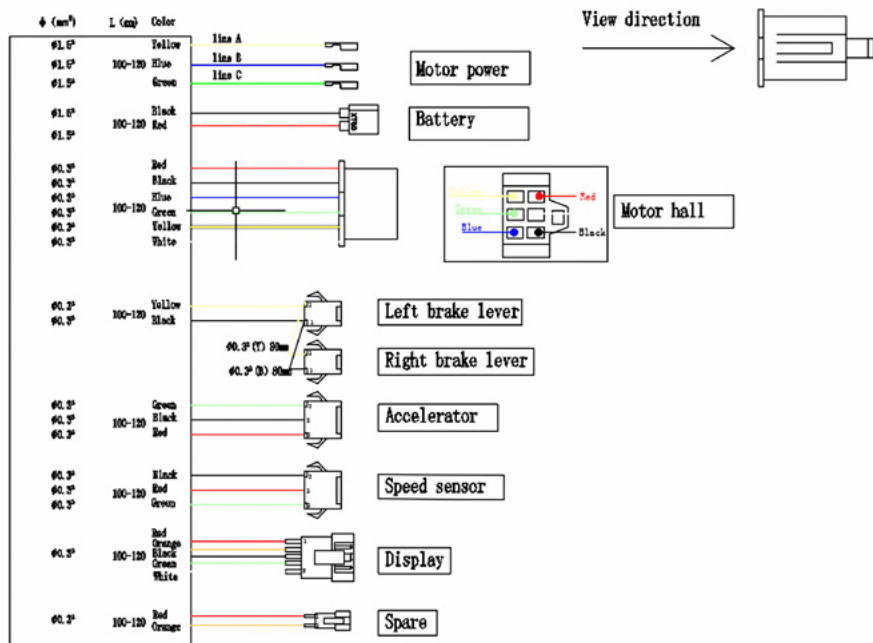 Φ (mm²) L (mm) Color
View direction
Φ1.5² Yellow line A
Φ1.5² 100-120 Blue line B
Φ1.5² Green line C
Motor power
Φ1.5² Black
100-120 Red
Φ1.5²
Battery
Φ0.3² Red
Φ0.3² Black
Φ0.3² Blue
Φ0.3² 100-120 Green
Φ0.3² Yellow
Φ0.3² White
Yellow Red
Green
Blue Black
Motor hall
Φ0.3² Yellow
Φ0.3² 100-120 Black
Left brake lever
Φ0.3²(Y) 80mm
Φ0.3²(B) 80mm
Right brake lever
Φ0.3² Green
Φ0.3² 100-120 Black
Φ0.3² Red
Accelerator
Φ0.3² Black
Φ0.3² 100-120 Red
Φ0.3² Green
Speed sensor
Red
Orange
Φ0.3² 100-120 Black
Green
White
Display
Φ0.3² 100-120 Red
Orange
Spare